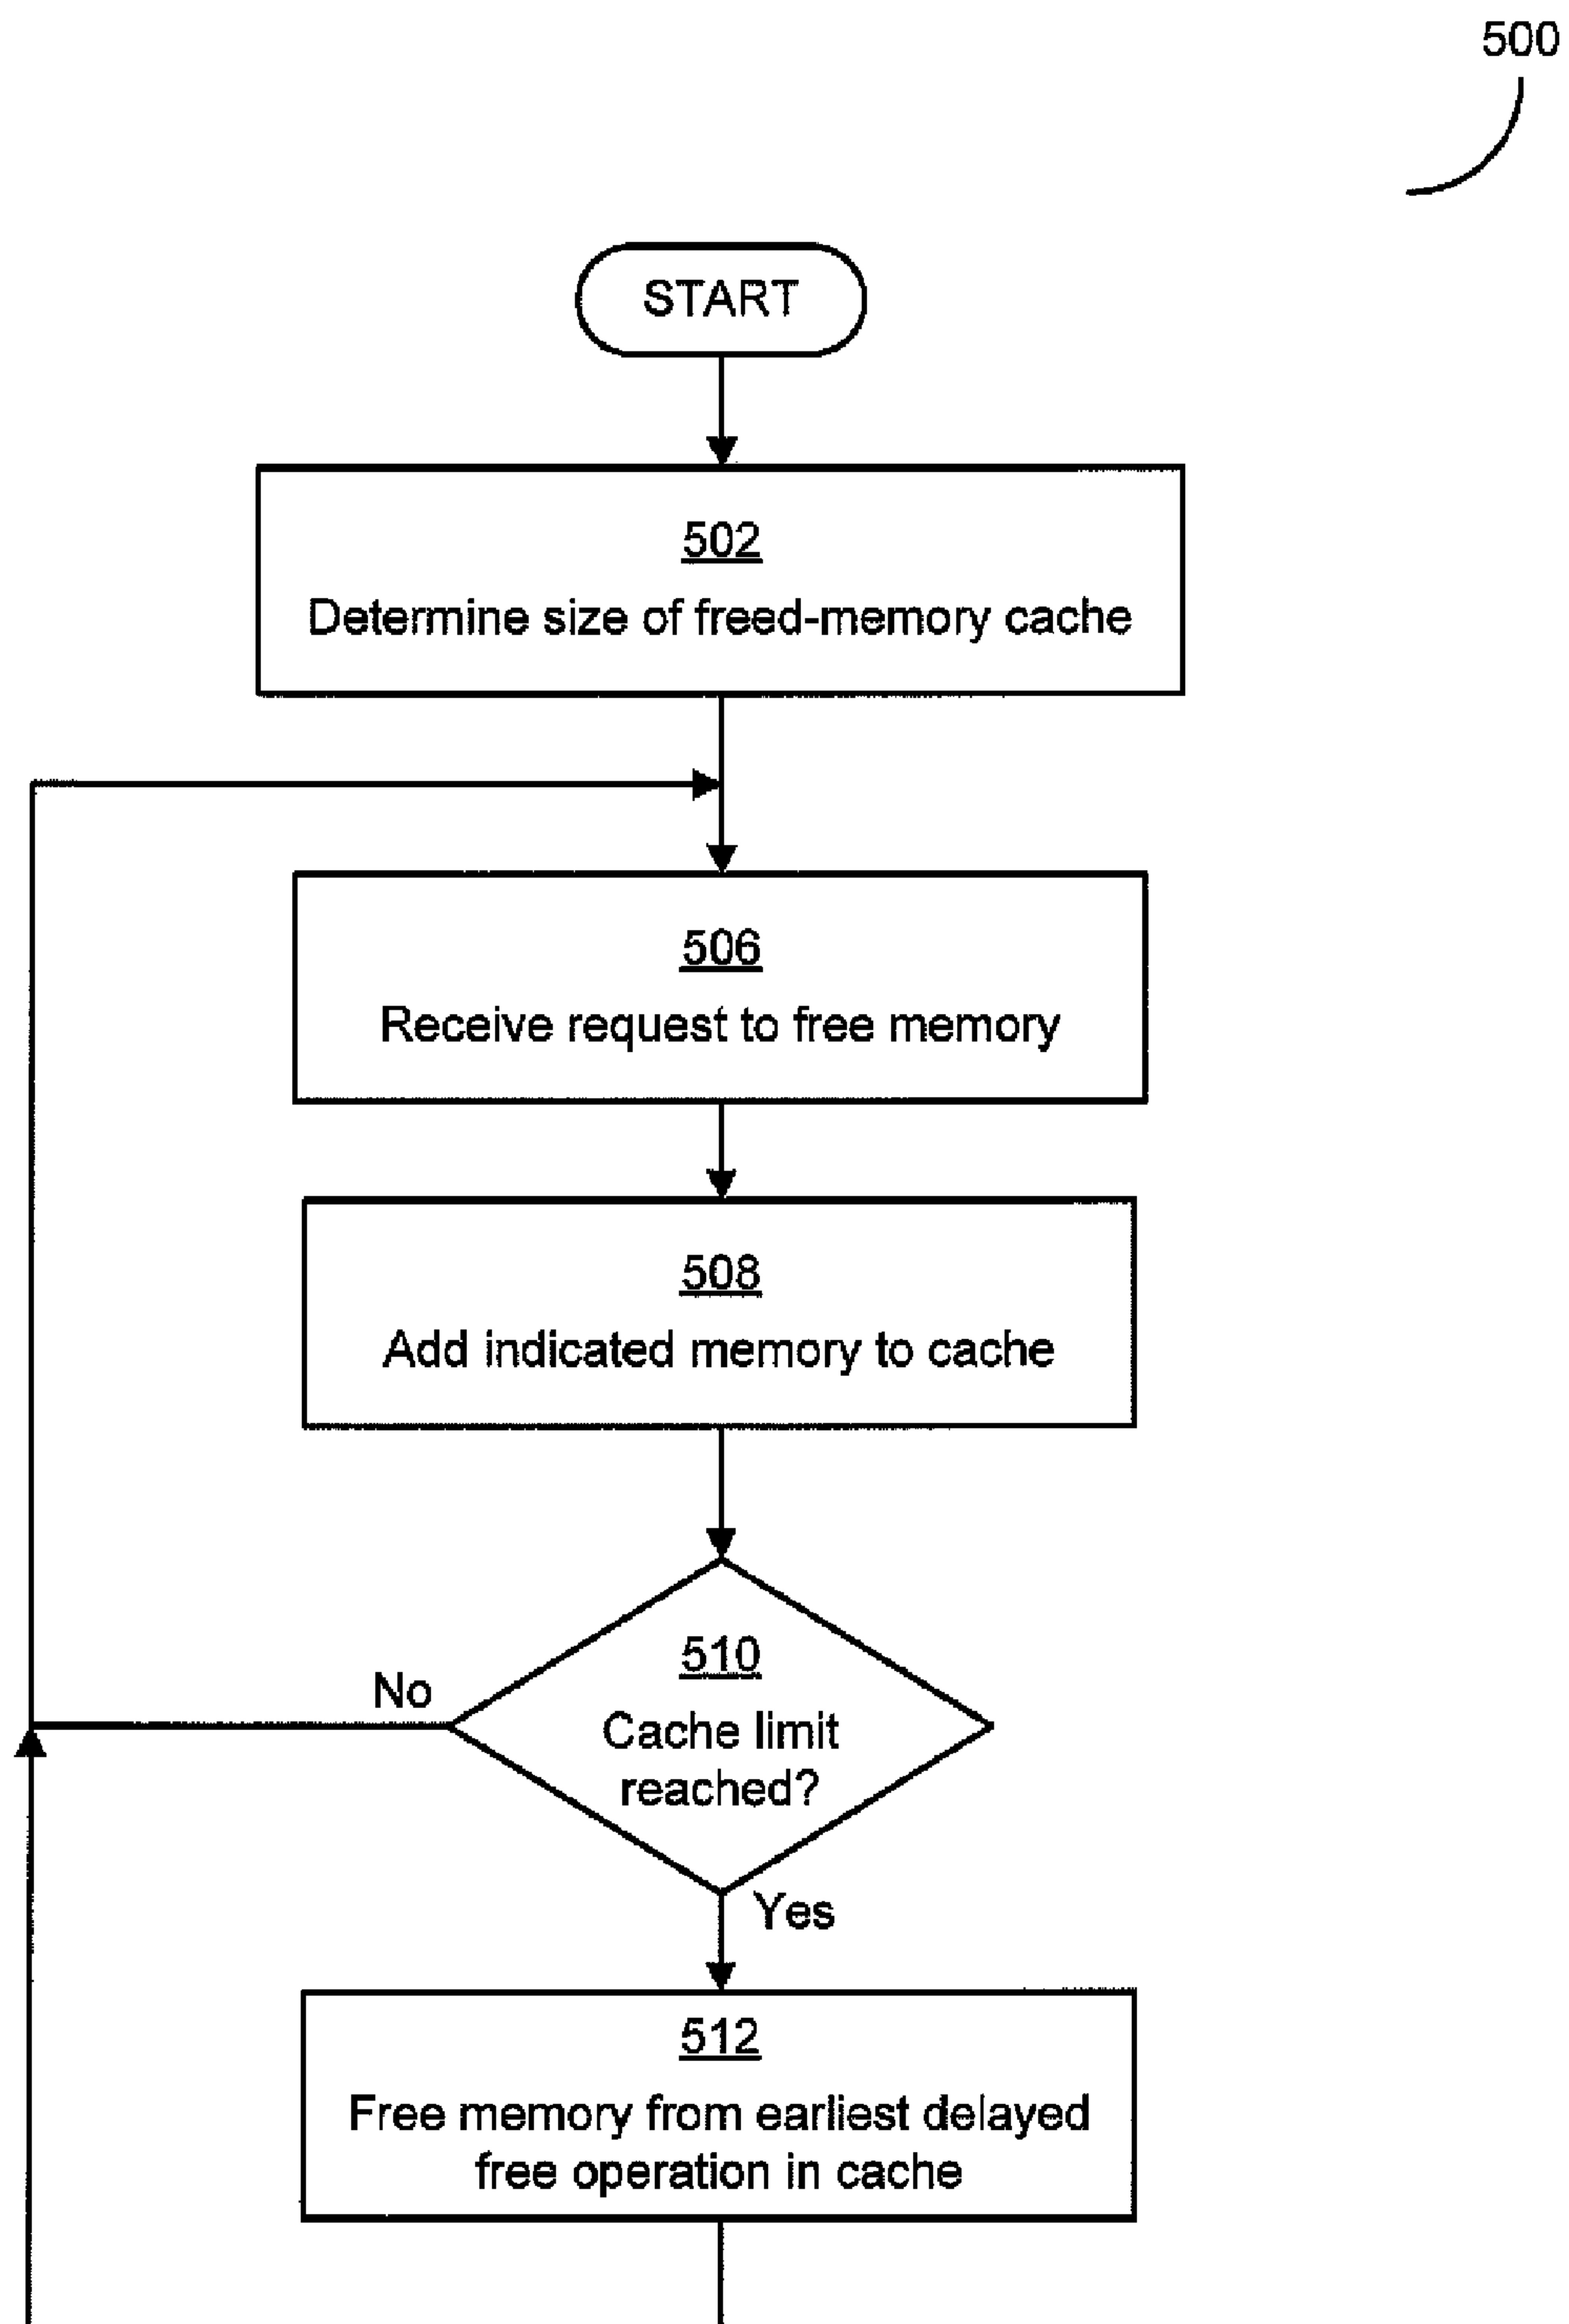 500
START
502
Determine size of freed-memory cache
506
Receive request to free memory
508
Add indicated memory to cache
510
Cache limit
reached?
No
Yes
512
Free memory from earliest delayed
free operation in cache